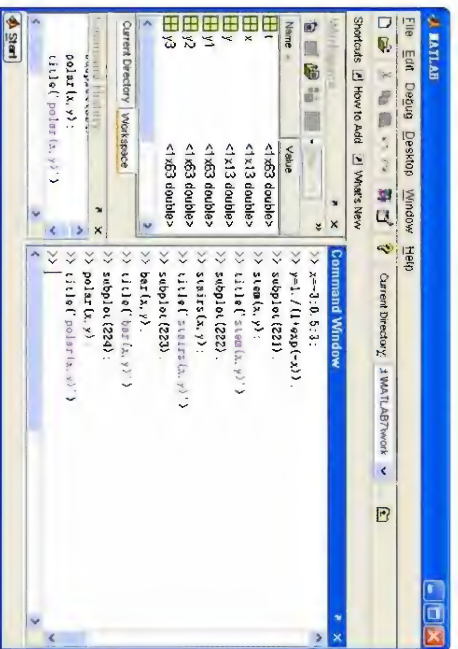 MATLAB
File Edit Debug Desktop Window Help
Current Directory:
Shortcuts How to Add What's New
Workspace
Name Value
t <1x63 double>
x <1x13 double>
y <1x13 double>
y1 <1x63 double>
y2 <1x63 double>
y3 <1x63 double>
Current Directory Workspace
Command History
polar(x,y);
title('polar(x,y)')
Command Window
>> x=-3:0.5:3;
>> y=1./(1+exp(-x));
>> subplot(221);
>> stem(x,y);
>> title('stem(x,y)')
>> subplot(222);
>> stairs(x,y);
>> title('stairs(x,y)')
>> subplot(223);
>> bar(x,y);
>> title('bar(x,y)')
>> subplot(224);
>> polar(x,y);
>> title('polar(x,y)')
>>
Start